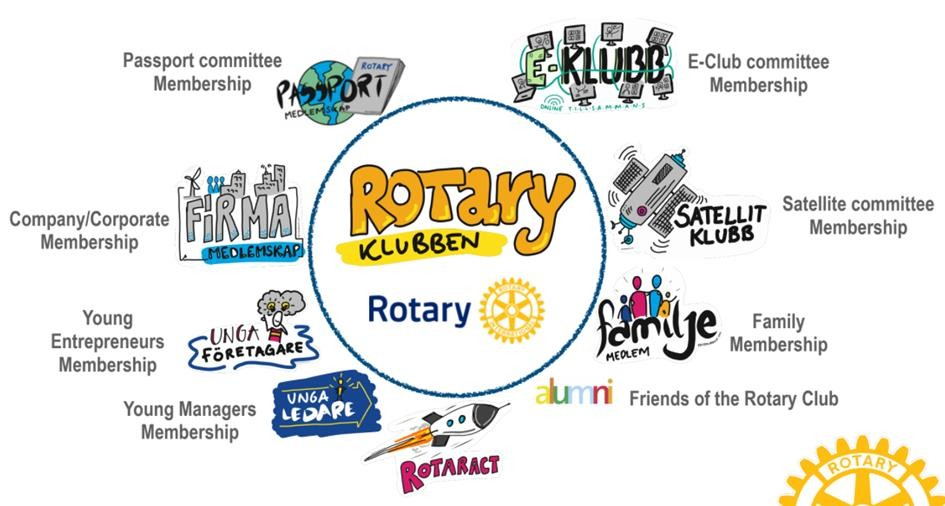 Passport committee
Membership
PASSPORT
MEDLEMSKAP
ROTARY
E-KLUBB
ONLINE TILLSAMMANS
E-Club committee
Membership
Company/Corporate
Membership
FIRMA
MEDLEMSKAP
ROTARY
KLUBBEN
Rotary
ROTARY
INTERNATIONAL
SATELLIT
KLUBB
Satellite committee
Membership
Young
Entrepreneurs
Membership
UNGA
FÖRETAGARE
familje
MEDLEM
Family
Membership
Young Managers
Membership
UNGA
LEDARE
ROTARACT
alumni
Friends of the Rotary Club
ROTARY